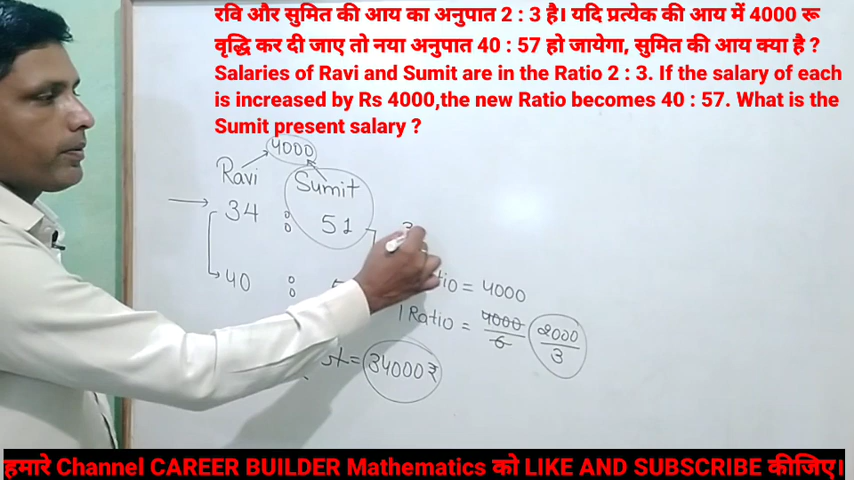 रवि और सुमित की आय का अनुपात 2 : 3 है। यदि प्रत्येक की आय में 4000 रू
वृद्धि कर दी जाए तो नया अनुपात 40 : 57 हो जायेगा, सुमित की आय क्या है ?
Salaries of Ravi and Sumit are in the Ratio 2 : 3. If the salary of each
is increased by Rs 4000,the new Ratio becomes 40 : 57. What is the
Sumit present salary ?
4000
Ravi Sumit
34 : 51
40 :
= 4000
1 Ratio = 4000/6 2000/3
= 34000₹
हमारे Channel CAREER BUILDER Mathematics को LIKE AND SUBSCRIBE कीजिए।